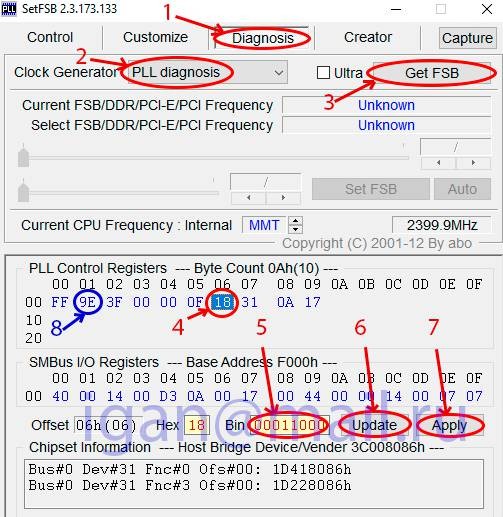 PLL SetFSB 2.3.173.133
1
Control Customize Diagnosis Creator Capture
2
Clock Generator PLL diagnosis Ultra Get FSB
3
Current FSB/DDR/PCI-E/PCI Frequency Unknown
Select FSB/DDR/PCI-E/PCI Frequency Unknown
/
/ Set FSB Auto
Current CPU Frequency : Internal MMT 2399.9MHz
Copyright (C) 2001-12 By abo
PLL Control Registers --- Byte Count 0Ah(10) ---
00 01 02 03 04 05 06 07 08 09 0A 0B 0C 0D 0E 0F
00 FF 9E 3F 00 00 0F 18 31 0A 17
10
20
8 4 5 6 7
SMBus I/O Registers --- Base Address F000h ---
00 01 02 03 04 05 06 07 08 09 0A 0B 0C 0D 0E 0F
00 40 00 14 00 D3 0A 00 17 00 44 00 00 14 00 07 07
Offset 06h(06) Hex 18 Bin 00011000 Update Apply
igan@mail.ru
Chipset Information --- Host Bridge Device/Vender 3C008086h ---
Bus#0 Dev#31 Fnc#0 Ofs#00: 1D418086h
Bus#0 Dev#31 Fnc#3 Ofs#00: 1D228086h